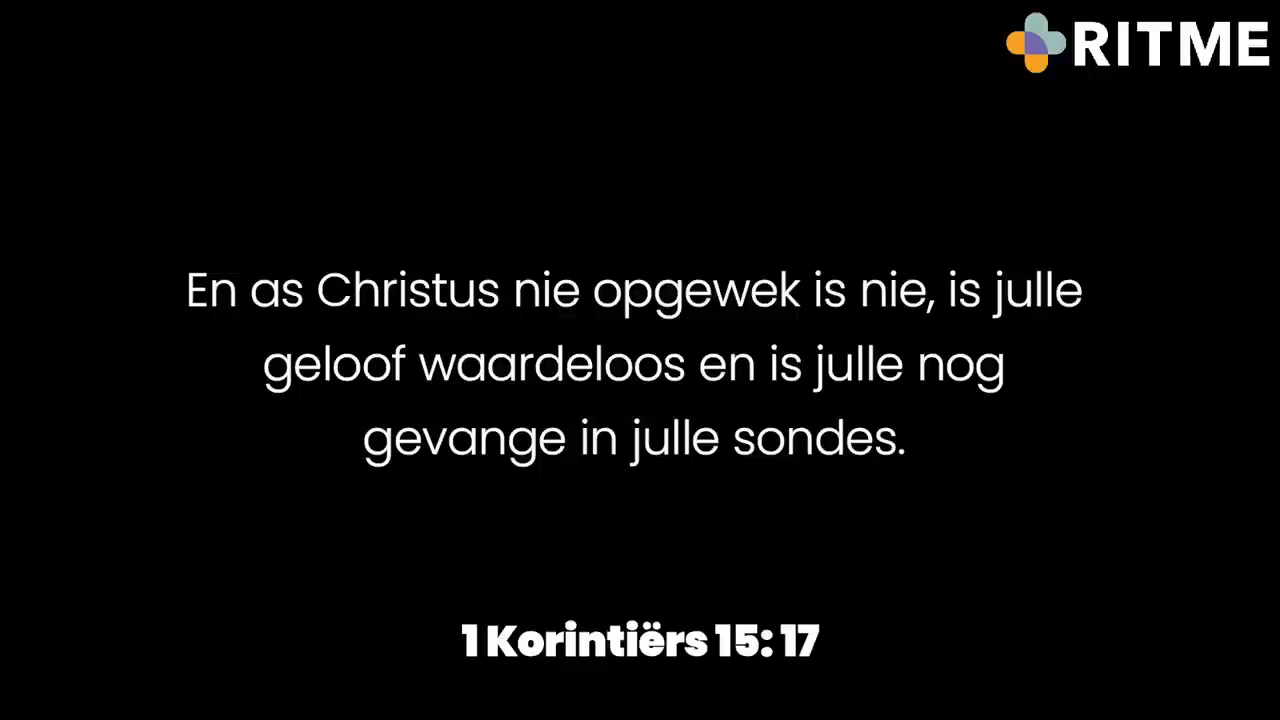 RITME
En as Christus nie opgewek is nie, is julle
geloof waardeloos en is julle nog
gevange in julle sondes.
1 Korintiërs 15: 17